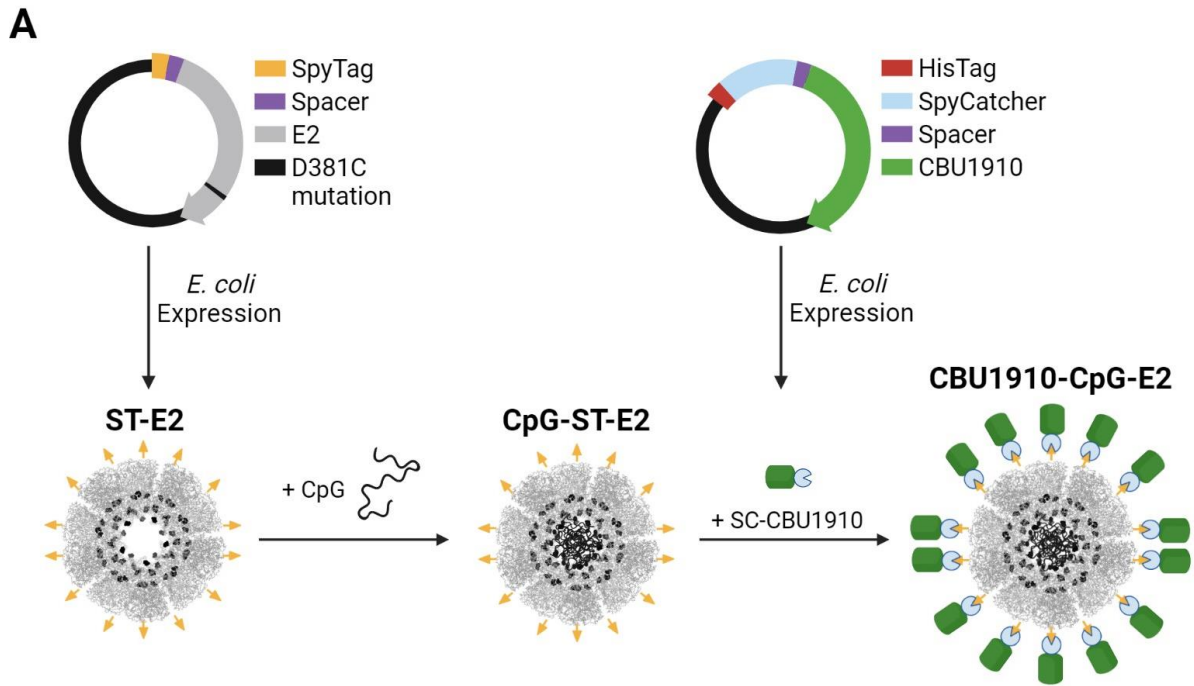 A
SpyTag
Spacer
E2
D381C
mutation
HisTag
SpyCatcher
Spacer
CBU1910
E. coli
Expression
E. coli
Expression
ST-E2
+ CpG
CpG-ST-E2
+ SC-CBU1910
CBU1910-CpG-E2